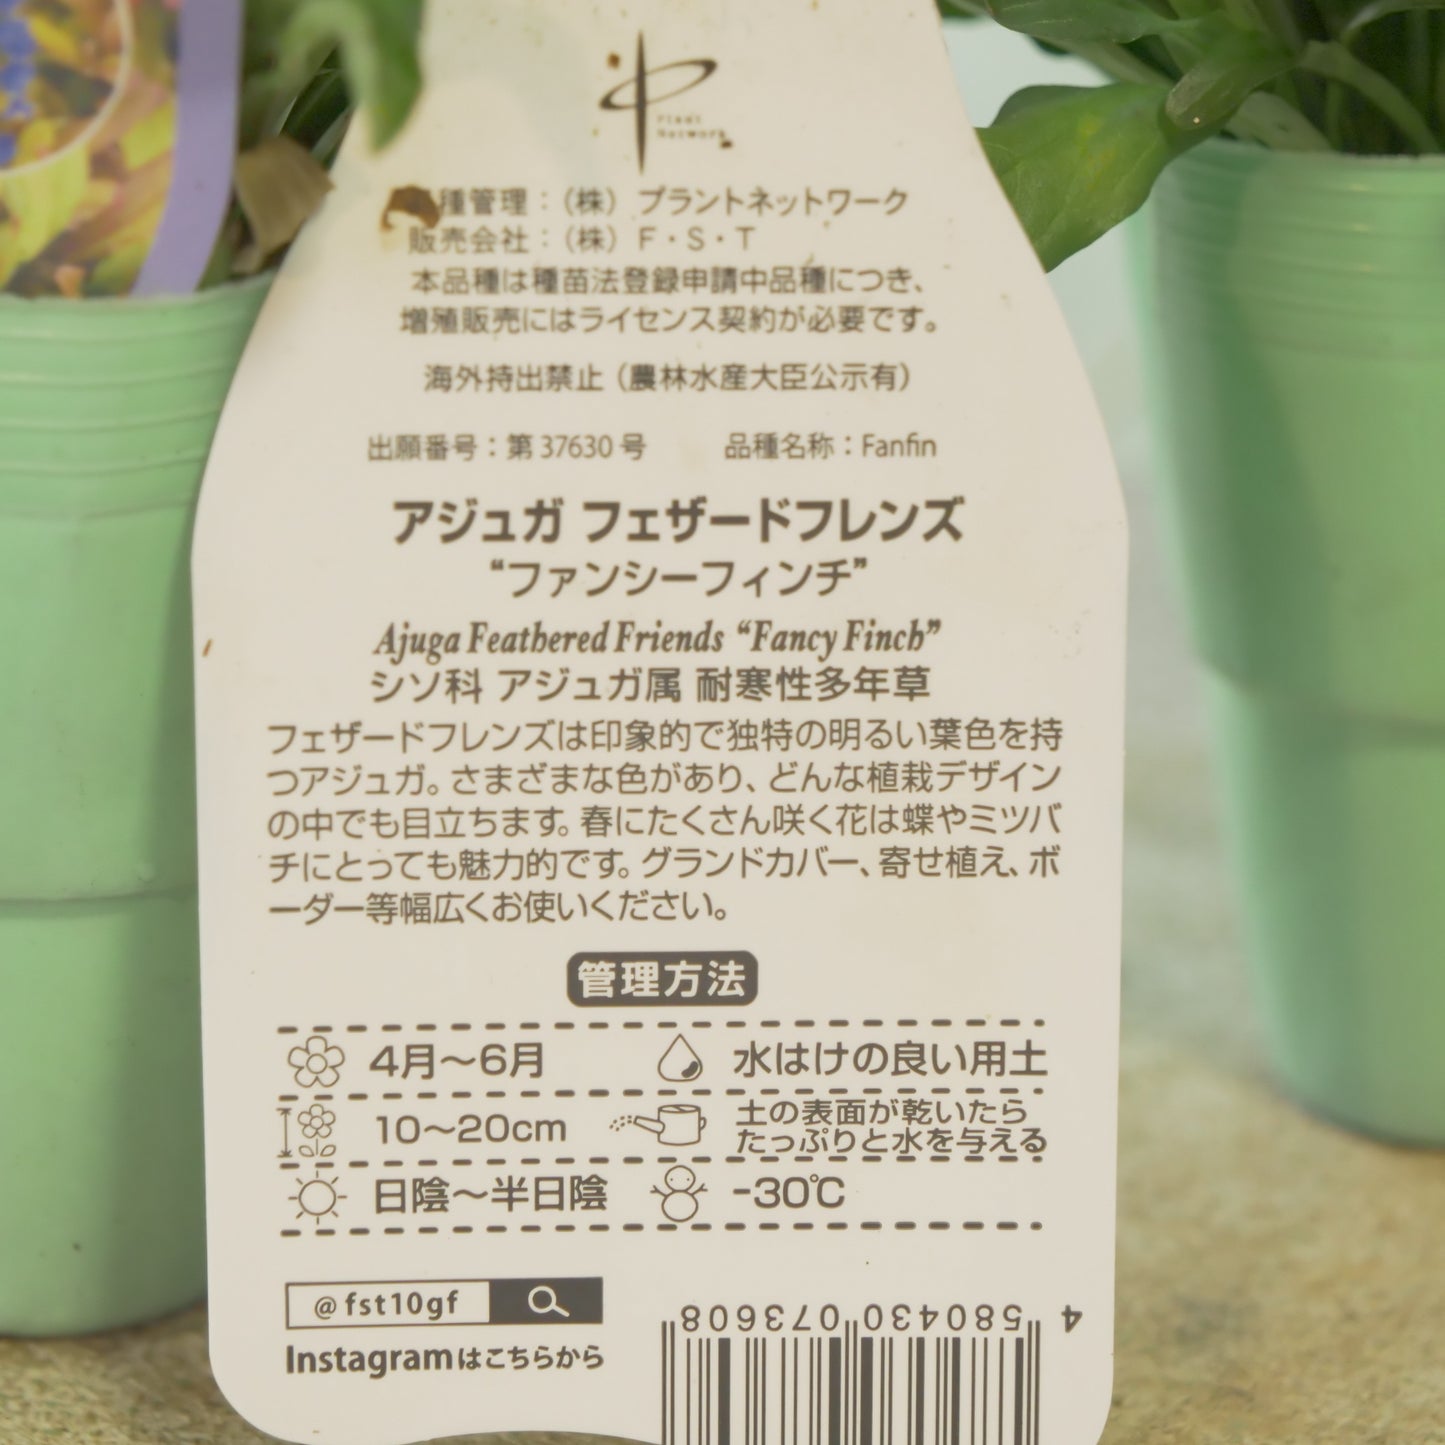 Plant
Network
種管理：（株）プラントネットワーク
販売会社：（株）F・S・T
本品種は種苗法登録申請中品種につき、
増殖販売にはライセンス契約が必要です。
海外持出禁止（農林水産大臣公示有）
出願番号：第 37630 号 品種名称：Fanfin
アジュガ フェザードフレンズ
“ファンシーフィンチ”
Ajuga Feathered Friends “Fancy Finch”
シソ科 アジュガ属 耐寒性多年草
フェザードフレンズは印象的で独特の明るい葉色を持
つアジュガ。さまざまな色があり、どんな植栽デザイン
の中でも目立ちます。春にたくさん咲く花は蝶やミツバ
チにとっても魅力的です。グランドカバー、寄せ植え、ボ
ーダー等幅広くお使いください。
管理方法
4月～6月 水はけの良い用土
10～20cm 土の表面が乾いたら
たっぷりと水を与える
日陰～半日陰 -30℃
@fst10gf
Instagramはこちらから
4 580430 073608